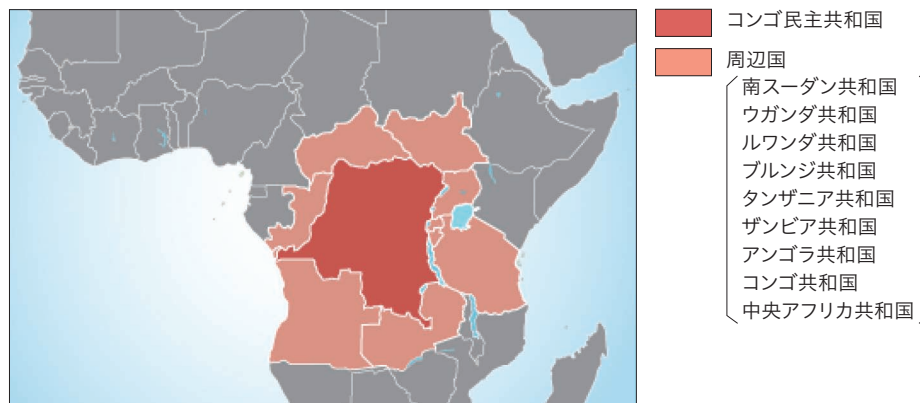 コンゴ民主共和国
周辺国
南スーダン共和国
ウガンダ共和国
ルワンダ共和国
ブルンジ共和国
タンザニア共和国
ザンビア共和国
アンゴラ共和国
コンゴ共和国
中央アフリカ共和国